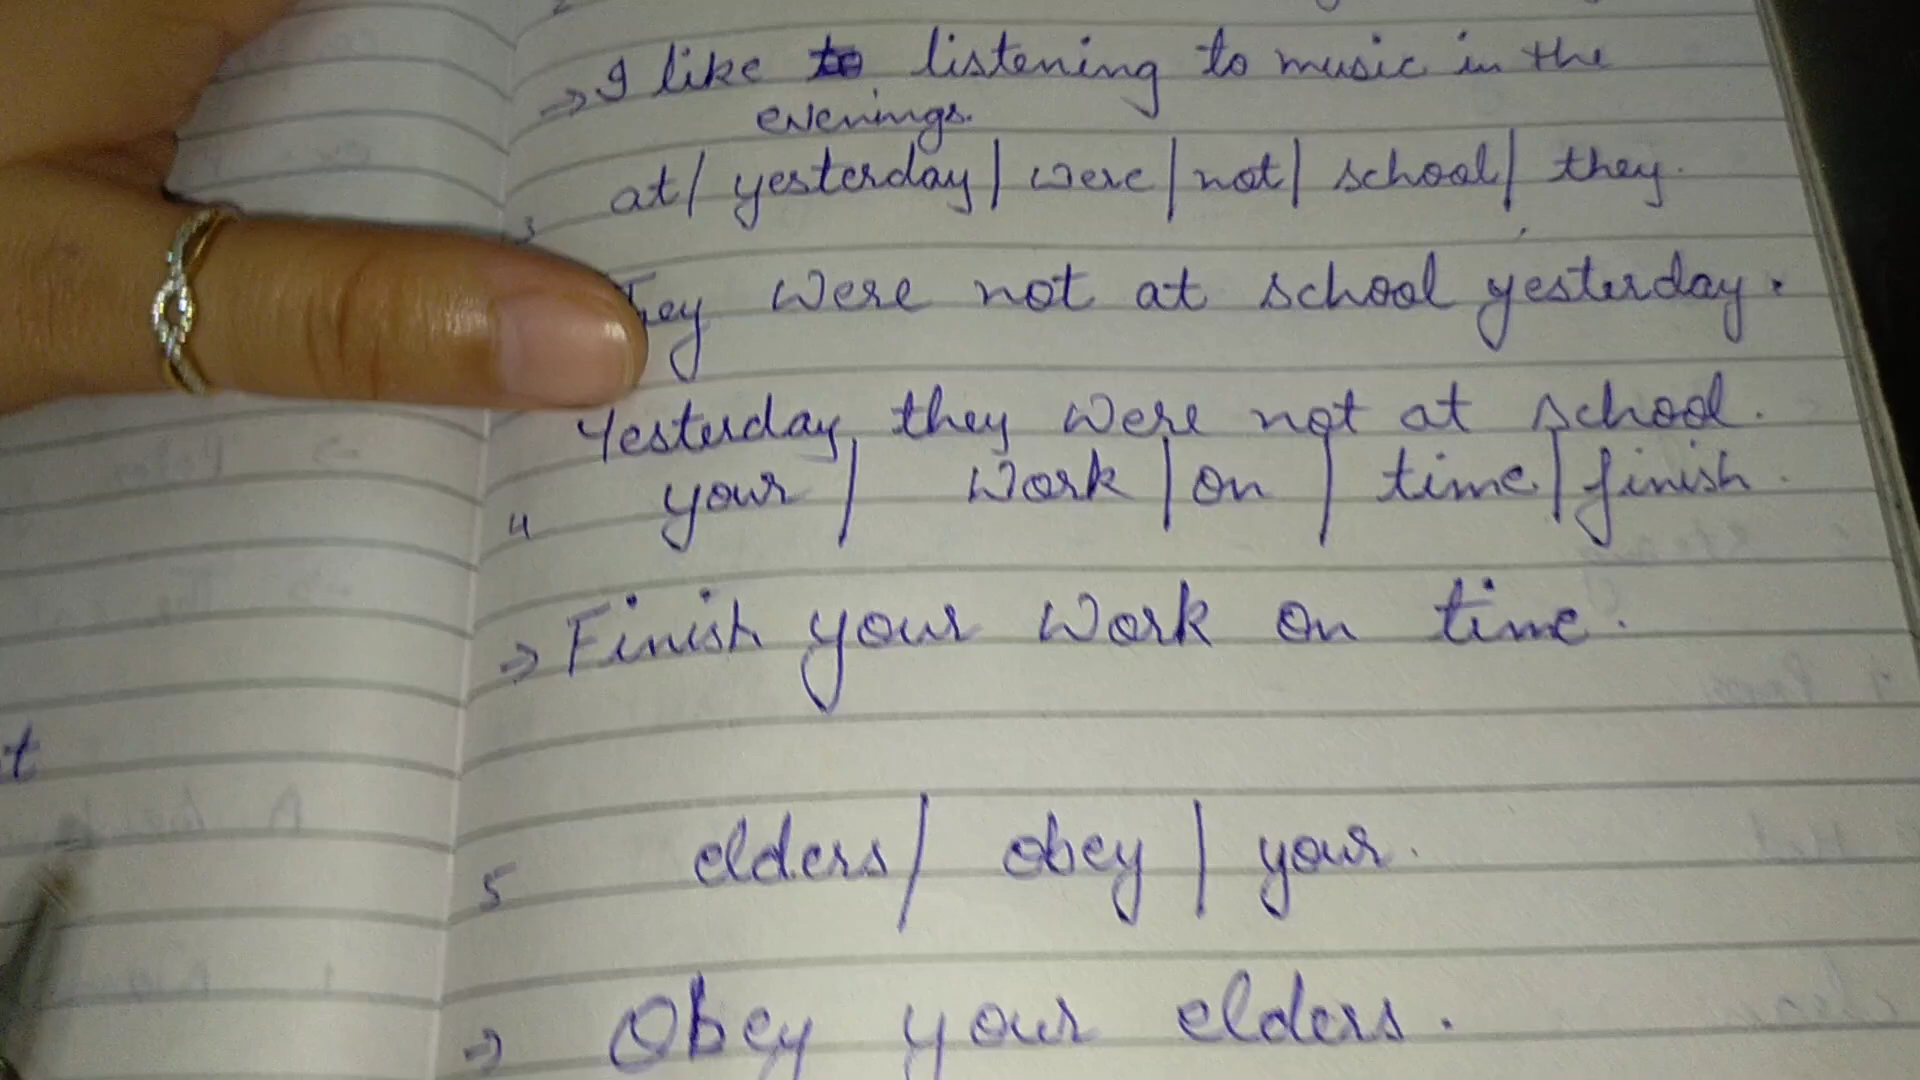 → I like listening to music in the
evenings.
3 at/ yesterday/ were/ not/ school/ they.
were not at school yesterday.
Yesterday they were not at school.
4 your / work / on / time / finish.
→ Finish your work on time.
t
5 elders / obey / your.
→ Obey your elders.